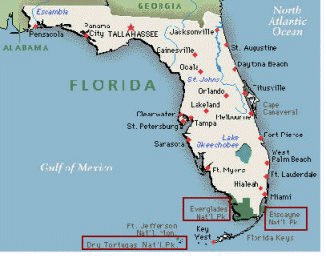 GEORGIA
North
Atlantic
Ocean
Escambia
Panama
City
TALLAHASSEE
Jacksonville
Pensacola
ALABAMA
St. Augustine
Gainesville
Ocala
Daytona Beach
St. Johns
FLORIDA
Orlando
Titusville
Cape
Canaveral
Lakeland
Clearwater
Melbourne
Tampa
St. Petersburg
Sarasota
Lake
Okeechobee
Fort Pierce
West
Palm Beach
Gulf of Mexico
Ft. Myers
Ft. Lauderdale
Hialeah
Miami
Everglades
Nat'l Pk.
Biscayne
Nat'l Pk.
Ft. Jefferson
Nat'l Mon.
Key
West
Florida Keys
Dry Tortugas Nat'l Pk.